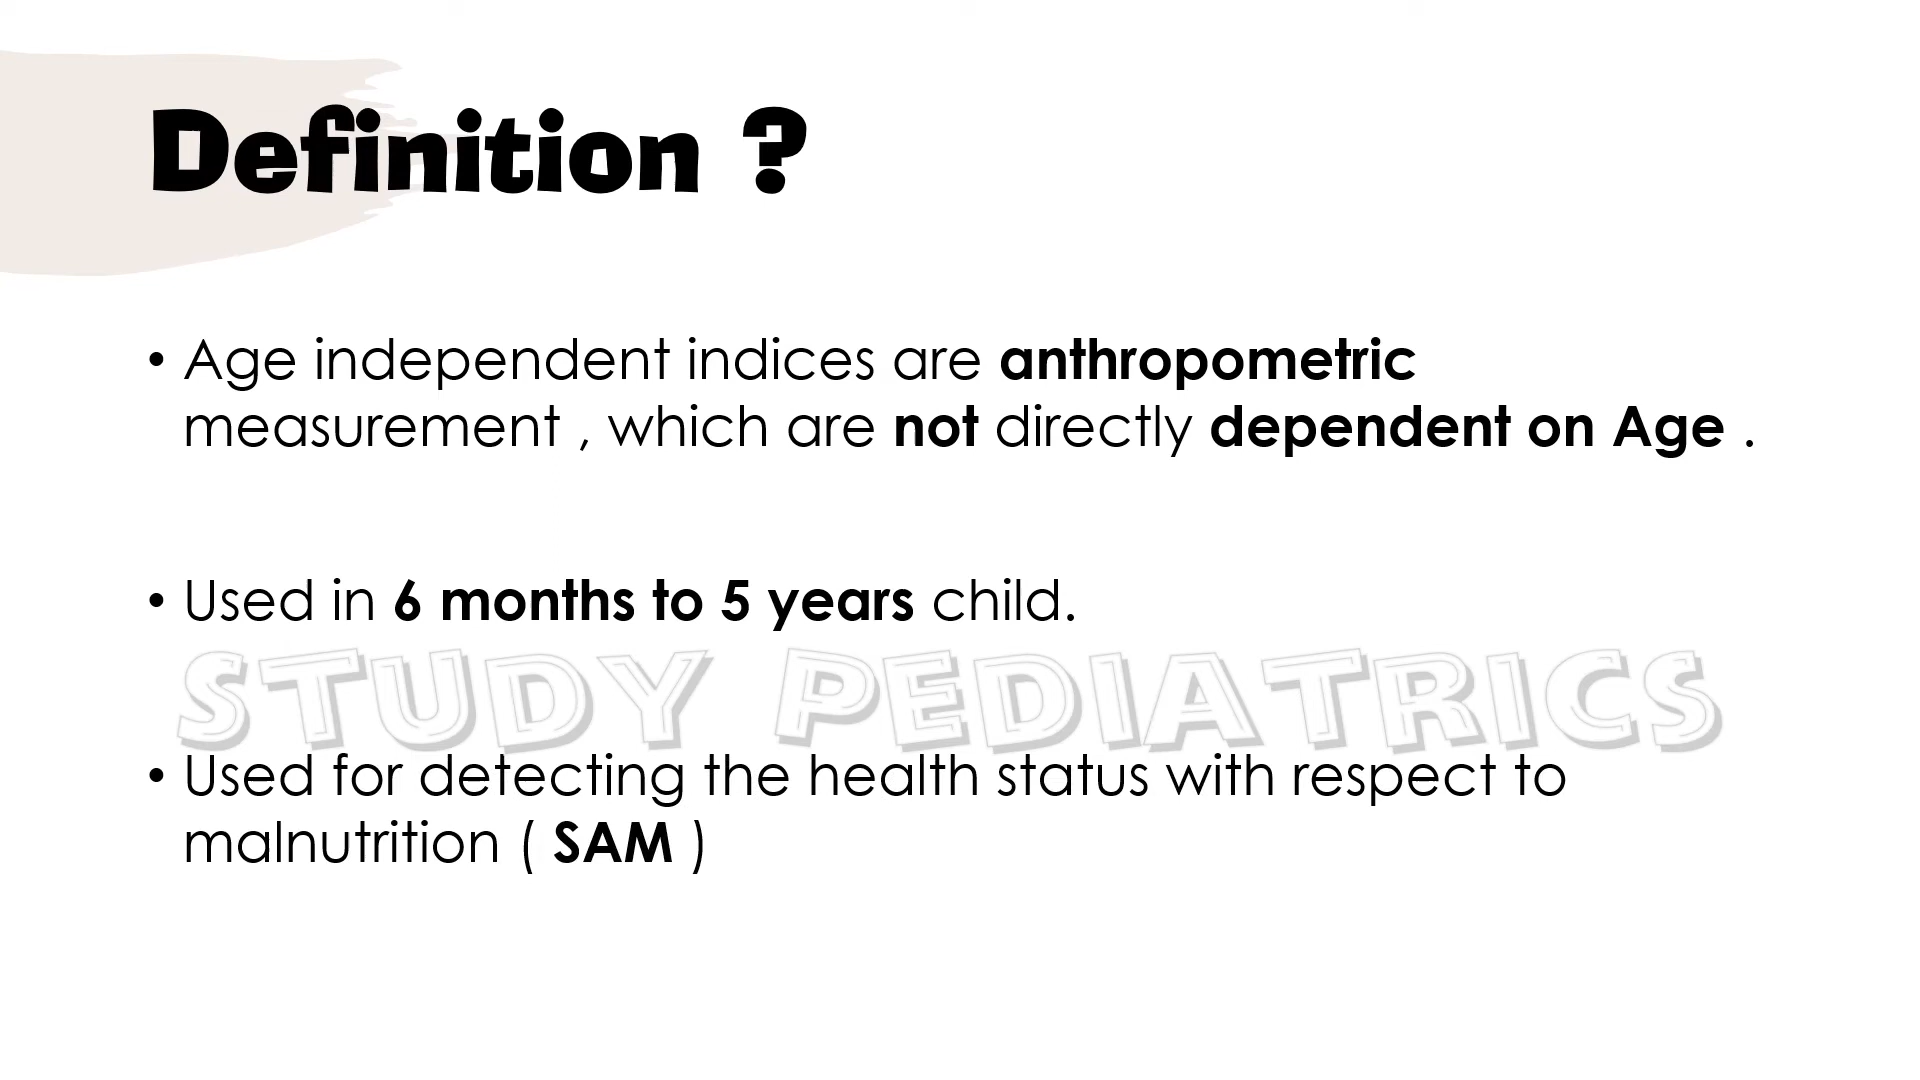 Definition ?
• Age independent indices are anthropometric
measurement , which are not directly dependent on Age .
• Used in 6 months to 5 years child.
STUDY PEDIATRICS
• Used for detecting the health status with respect to
malnutrition ( SAM )